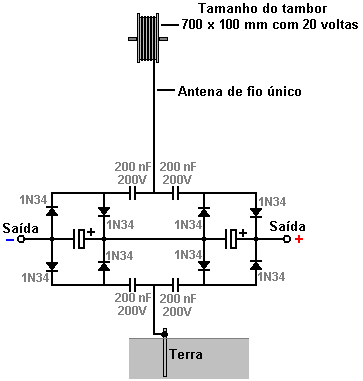 Tamanho do tambor
700 x 100 mm com 20 voltas
Antena de fio único
200 nF 200 nF
200V 200V
1N34 1N34
1N34 1N34
Saída Saída
- + + +
1N34 1N34
1N34 1N34
200 nF 200 nF
200V 200V
Terra